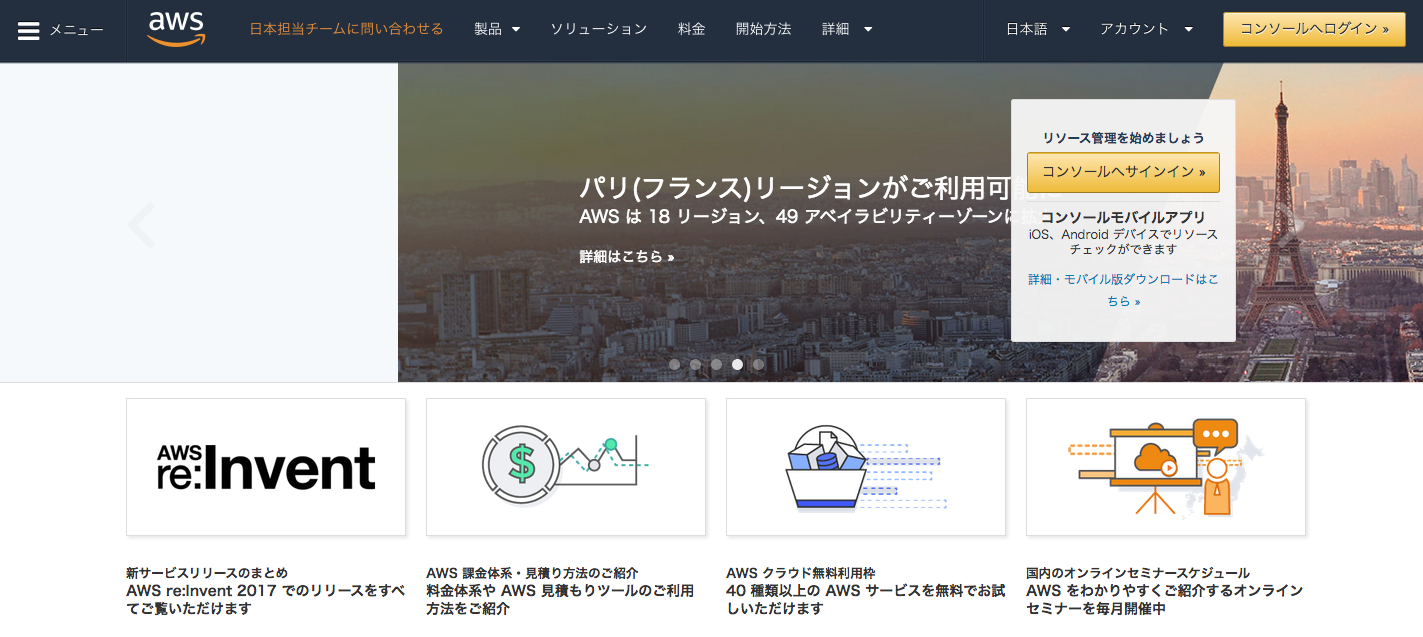 メニュー
aws
日本担当チームに問い合わせる
製品
ソリューション
料金
開始方法
詳細
日本語
アカウント
コンソールへログイン »
パリ(フランス)リージョンがご利用可能に
AWS は 18 リージョン、49 アベイラビリティーゾーンに拡
詳細はこちら »
リソース管理を始めましょう
コンソールへサインイン »
コンソールモバイルアプリ
iOS、Android デバイスでリソース
チェックができます
詳細・モバイル版ダウンロードはこ
ちら »
AWS
re:Invent
$
新サービスリリースのまとめ
AWS re:Invent 2017 でのリリースをすべ
てご覧いただけます
AWS 課金体系・見積り方法のご紹介
料金体系や AWS 見積もりツールのご利用
方法をご紹介
AWS クラウド無料利用枠
40 種類以上の AWS サービスを無料でお試
しいただけます
国内のオンラインセミナースケジュール
AWS をわかりやすくご紹介するオンライン
セミナーを毎月開催中